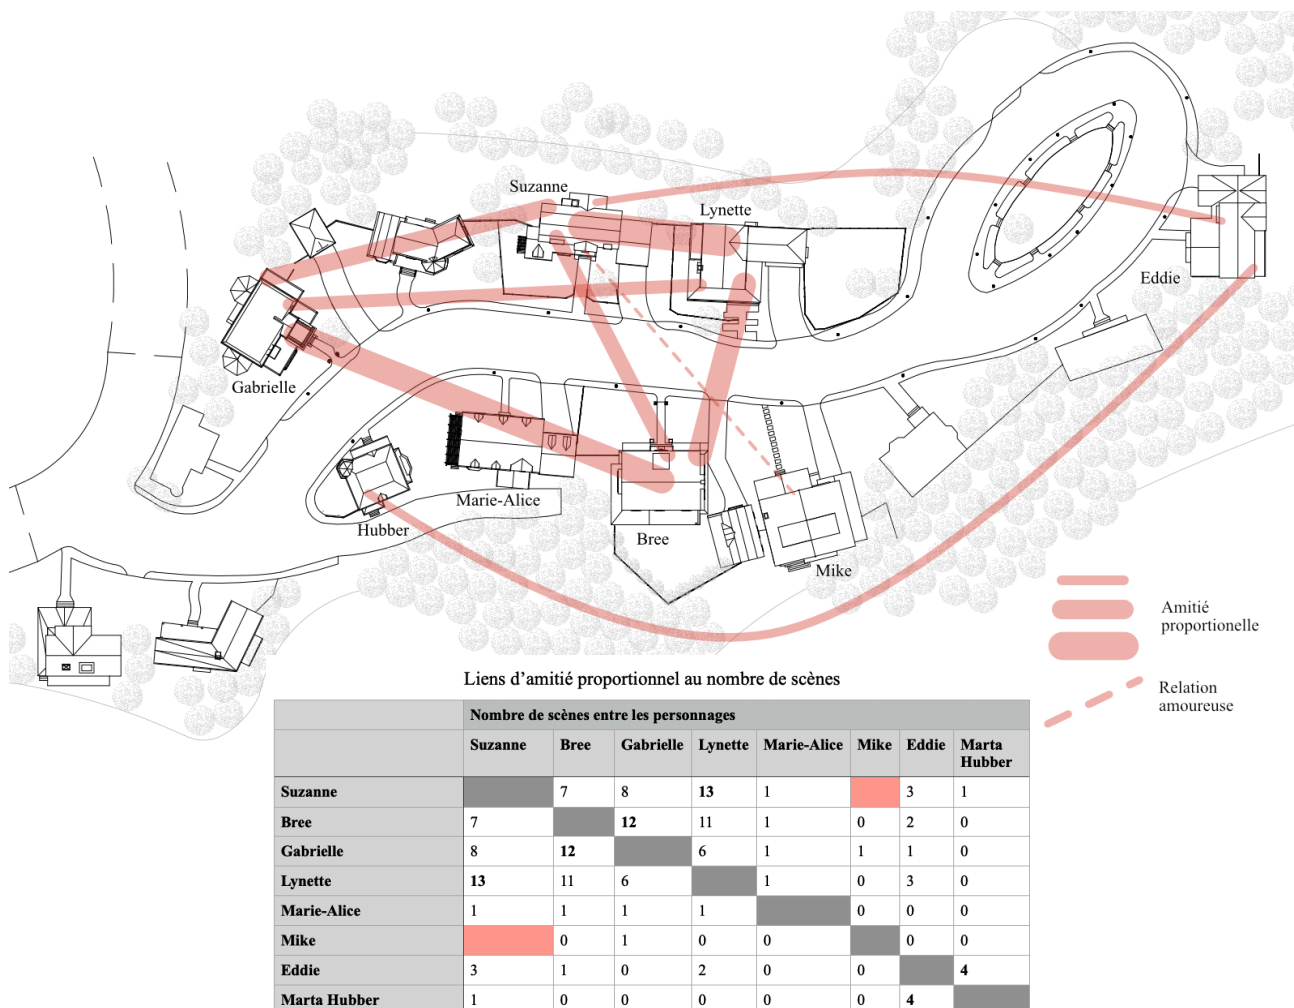 Suzanne
Lynette
Eddie
Gabrielle
Marie-Alice
Hubber
Bree
Mike
Amitié
proportionelle
Relation
amoureuse
Liens d’amitié proportionnel au nombre de scènes
Nombre de scènes entre les personnages
Suzanne Bree Gabrielle Lynette Marie-Alice Mike Eddie Marta
Hubber
Suzanne 7 8 13 1 3 1
Bree 7 12 11 1 0 2 0
Gabrielle 8 12 6 1 1 1 0
Lynette 13 11 6 1 0 3 0
Marie-Alice 1 1 1 1 0 0 0
Mike 0 1 0 0 0 0
Eddie 3 1 0 2 0 0 4
Marta Hubber 1 0 0 0 0 0 4